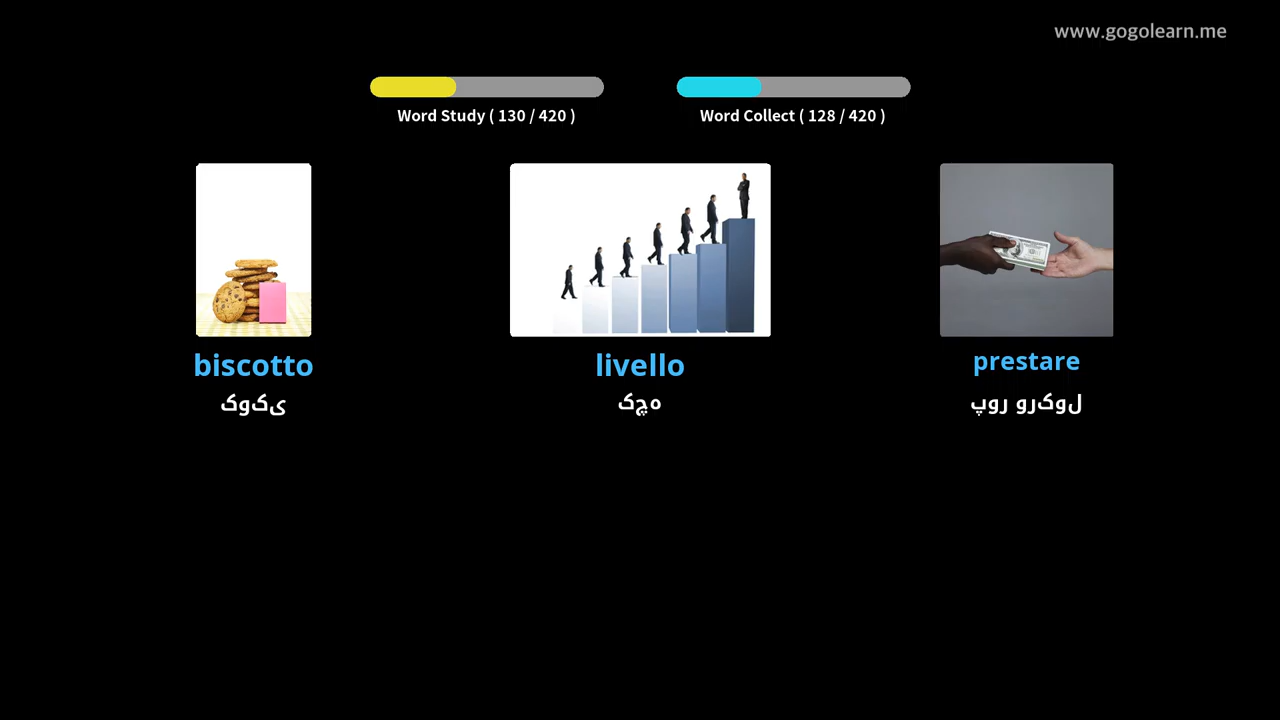 www.gogolearn.me
Word Study ( 130 / 420 )
Word Collect ( 128 / 420 )
biscotto
livello
prestare
کوکی
کچه
پور ورکول